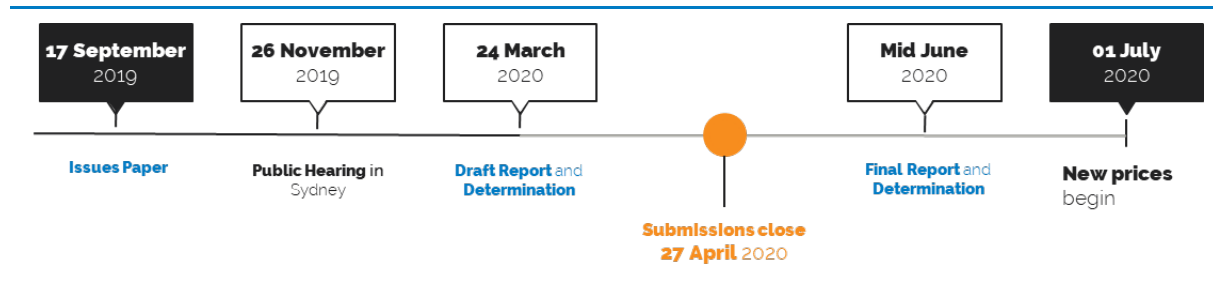 17 September
2019
26 November
2019
24 March
2020
Mid June
2020
01 July
2020
Issues Paper
Public Hearing in
Sydney
Draft Report and
Determination
Submissions close
27 April 2020
Final Report and
Determination
New prices
begin